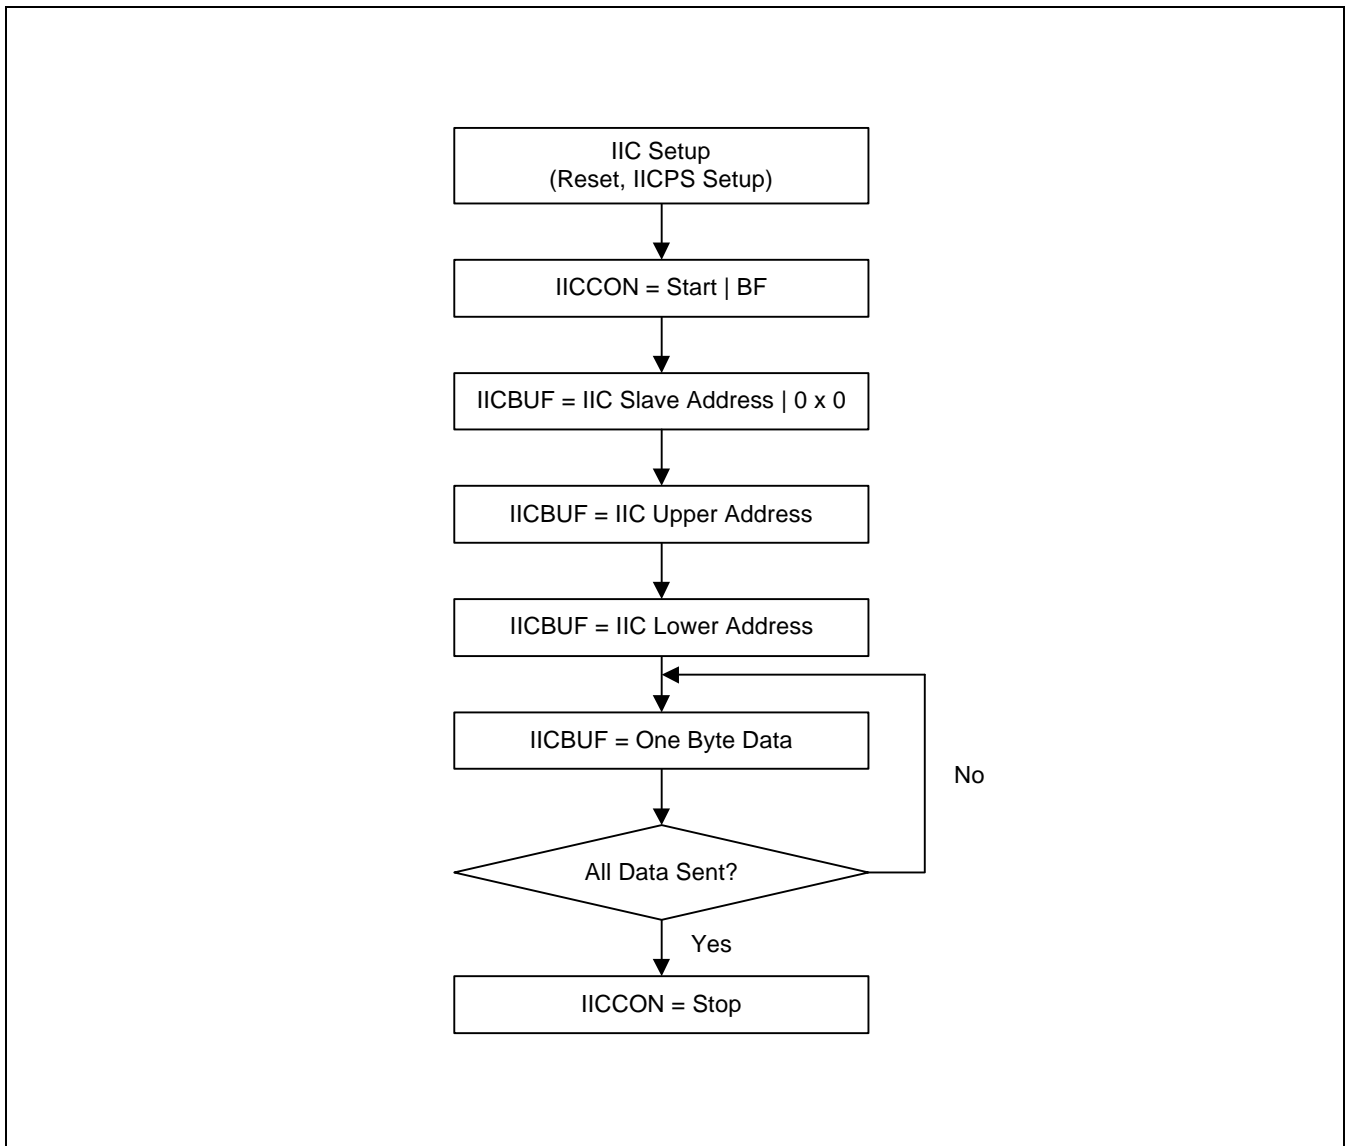 IIC Setup
(Reset, IICPS Setup)
IICCON = Start | BF
IICBUF = IIC Slave Address | 0 x 0
IICBUF = IIC Upper Address
IICBUF = IIC Lower Address
IICBUF = One Byte Data
No
All Data Sent?
Yes
IICCON = Stop